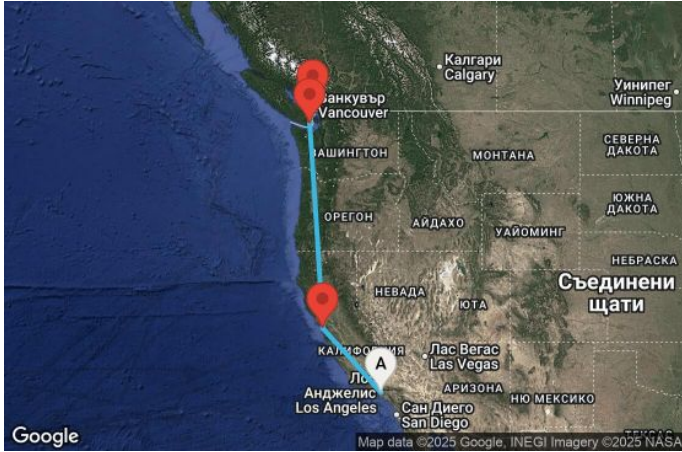 Калгари
Calgary
Уинипег
Winnipeg
Ванкувър
Vancouver
ВАШИНГТОН
МОНТАНА
СЕВЕРНА
ДАКОТА
ОРЕГОН
АЙДАХО
ЮЖНА
ДАКОТА
УАЙОМИНГ
НЕБРАСКА
НЕВАДА
ЮТА
Съединени
щати
КАЛИФОРНИЯ
Лас Вегас
Las Vegas
A
Лос
Анджелис
Los Angeles
АРИЗОНА
НЮ МЕКСИКО
Сан Диего
San Diego
ТЕКСАС
Google
Map data ©2025 Google, INEGI Imagery ©2025 NASA